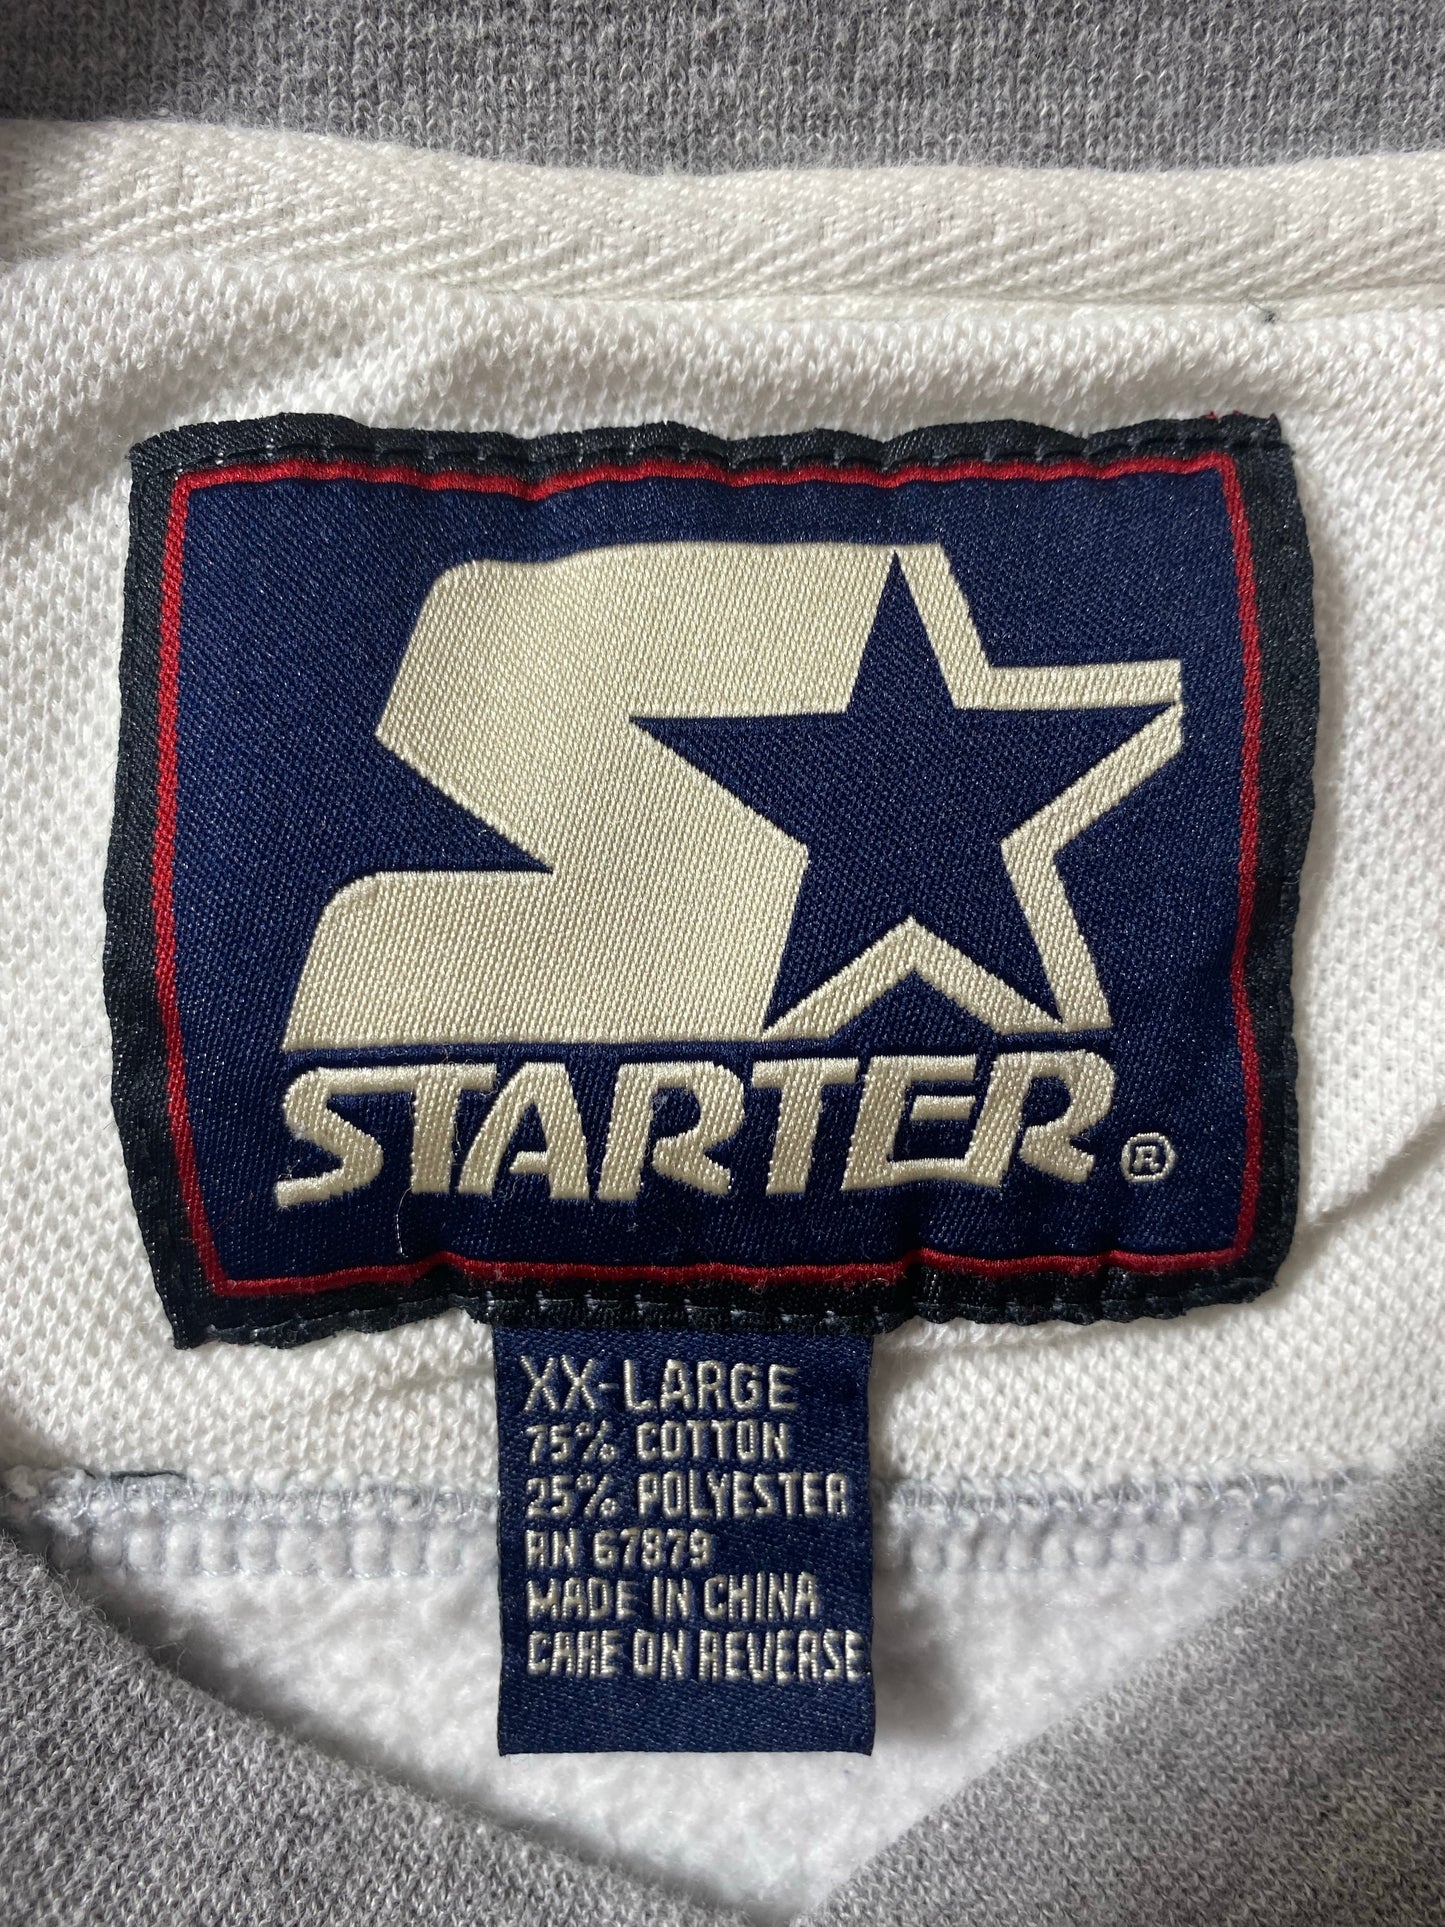 STARTER®
XX-LARGE
75% COTTON
25% POLYESTER
RN 67879
MADE IN CHINA
CARE ON REVERSE